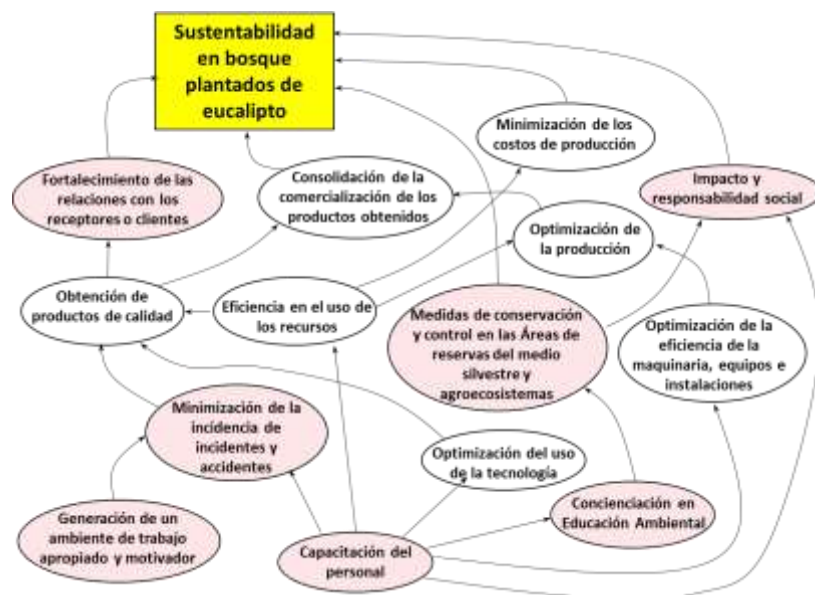 Sustentabilidad
en bosque
plantados de
eucalipto
Minimización de los
costos de producción
Fortalecimiento de las
relaciones con los
receptores o clientes
Consolidación de la
comercialización de los
productos obtenidos
Impacto y
responsabilidad social
Optimización de
la producción
Obtención de
productos de calidad
Eficiencia en el uso de
los recursos
Medidas de conservación
y control en las Áreas de
reservas del medio
silvestre y
agroecosistemas
Optimización de la
eficiencia de la
maquinaria, equipos e
instalaciones
Minimización de la
incidencia de
incidentes y
accidentes
Optimización del uso
de la tecnología
Generación de un
ambiente de trabajo
apropiado y motivador
Capacitación del
personal
Concienciación en
Educación Ambiental